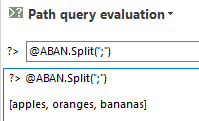 Path query evaluation
?> @ABAN.Split(";")
?> @ABAN.Split(";")
[apples, oranges, bananas]